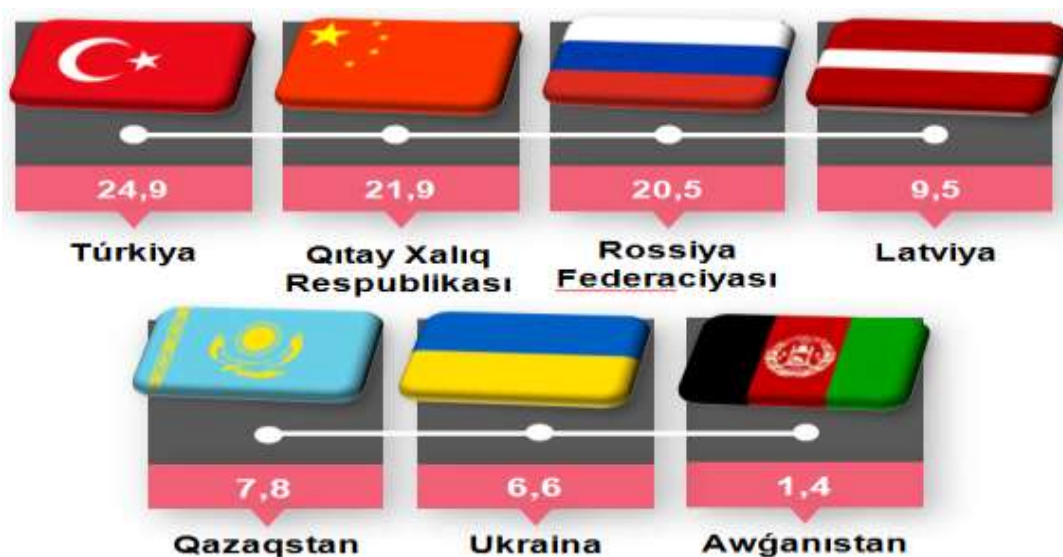 24,9
21,9
20,5
9,5
Túrkiya
Qıtay Xalıq
Respublikası
Rossiya
Federaciyası
Latviya
7,8
6,6
1,4
Qazaqstan
Ukraina
Awǵanıstan